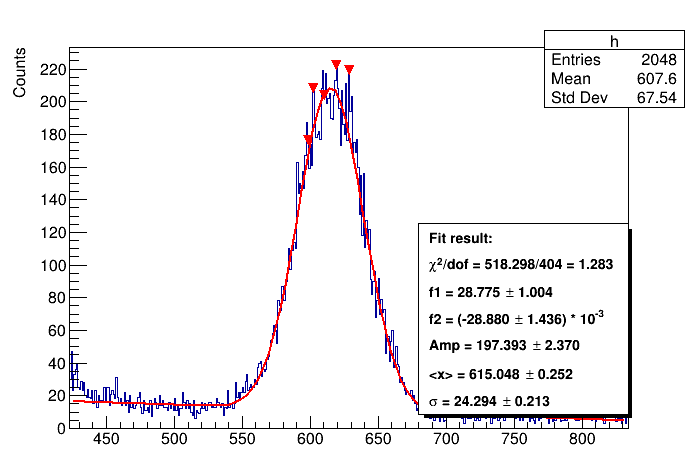 h
Entries 2048
Mean 607.6
Std Dev 67.54
Counts
220
200
180
160
140
120
100
80
60
40
20
0
450 500 550 600 650 700 750 800
Fit result:
χ²/dof = 518.298/404 = 1.283
f1 = 28.775 ± 1.004
f2 = (-28.880 ± 1.436) * 10⁻³
Amp = 197.393 ± 2.370
<x> = 615.048 ± 0.252
σ = 24.294 ± 0.213